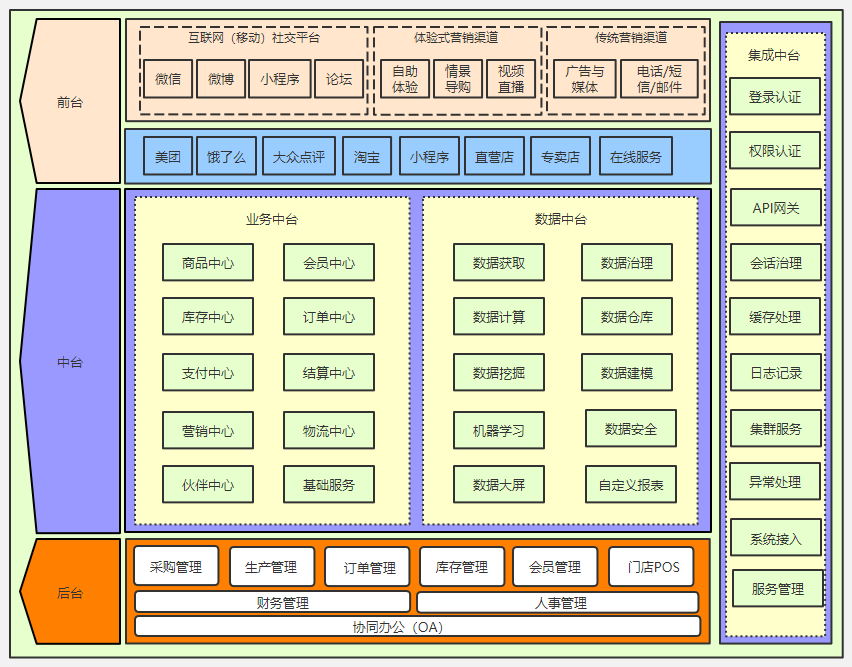 前台
互联网（移动）社交平台
微信
微博
小程序
论坛
体验式营销渠道
自助
体验
情景
导购
视频
直播
传统营销渠道
广告与
媒体
电话/短
信/邮件
美团
饿了么
大众点评
淘宝
小程序
直营店
专卖店
在线服务
中台
业务中台
商品中心
会员中心
库存中心
订单中心
支付中心
结算中心
营销中心
物流中心
伙伴中心
基础服务
数据中台
数据获取
数据治理
数据计算
数据仓库
数据挖掘
数据建模
机器学习
数据安全
数据大屏
自定义报表
后台
采购管理
生产管理
订单管理
库存管理
会员管理
门店POS
财务管理
人事管理
协同办公（OA）
集成中台
登录认证
权限认证
API网关
会话治理
缓存处理
日志记录
集群服务
异常处理
系统接入
服务管理